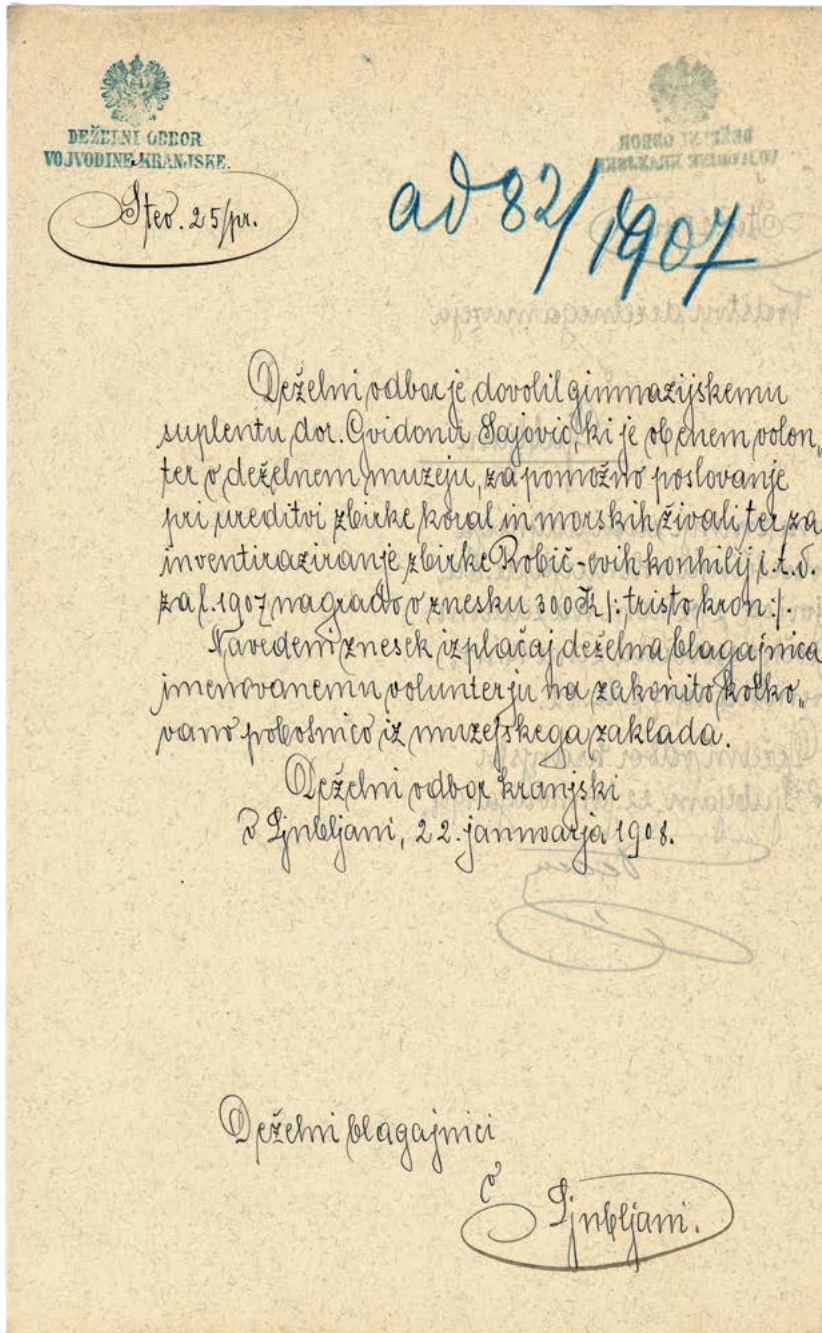 DEŽELNI ODBOR
VOJVODINE KRANJSKE.
Štev. 25/pr.
ad 82/1907
Deželni odbor je dovolil gimnazijskemu
suplentu dor. Gvidonu Sajovic, ki je obenem volon„
ter v deželnem muzeju, za pomožno poslovanje
pri ureditvi zbirke koral in morskih živali ter za
inventiraziranje zbirke Robič-evih konhilij i.t.d.
za l. 1907 nagrado v znesku 300 K /: tristo kron :/.
Navedeni znesek izplačaj deželna blagajnica
imenovanemu volunterju na zakonito kolko„
vano pobotnico iz muzejskega zaklada.
Deželni odbor kranjski
v Ljubljani, 22. januvarja 1908.
Deželni blagajnici
v
Ljubljani.